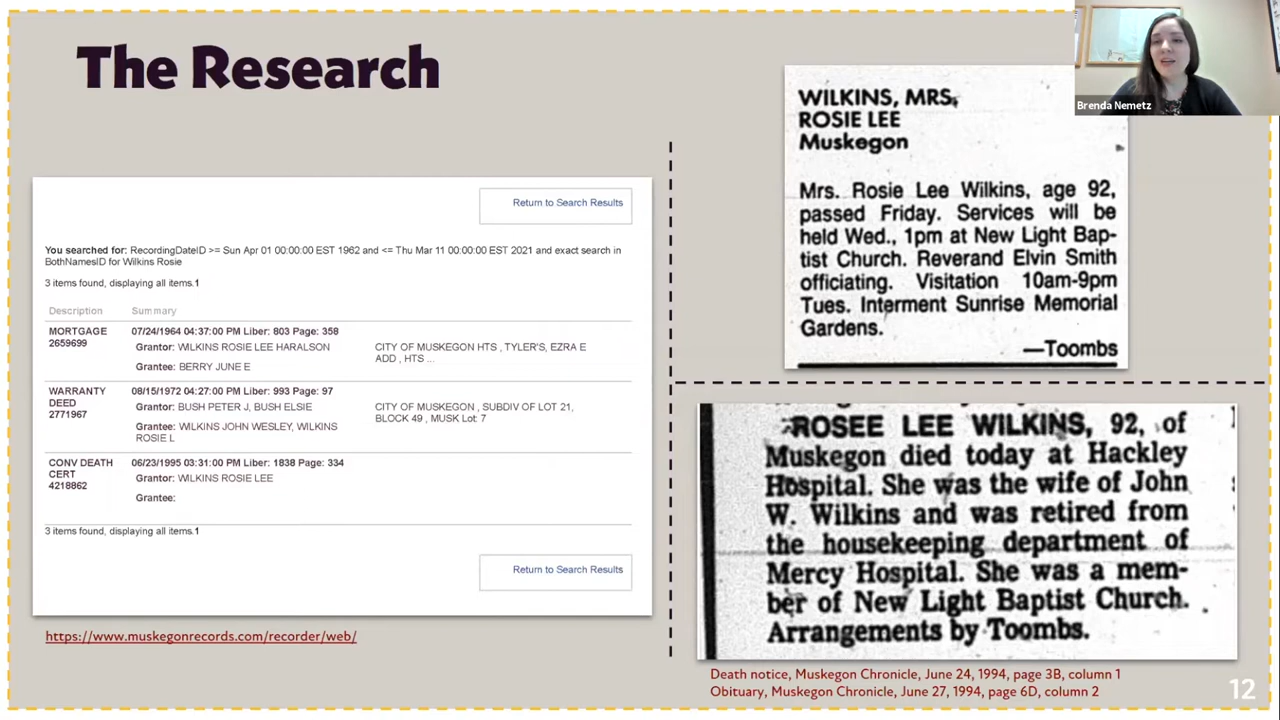 The Research
Brenda Nemetz
Return to Search Results
You searched for: RecordingDateID >= Sun Apr 01 00:00:00 EST 1962 and <= Thu Mar 11 00:00:00 EST 2021 and exact search in
BothNamesID for Wilkins Rosie
3 items found, displaying all items.1
Description Summary
MORTGAGE
2659699
07/24/1964 04:37:00 PM Liber: 803 Page: 358
Grantor: WILKINS ROSIE LEE HARALSON
Grantee: BERRY JUNE E
CITY OF MUSKEGON HTS , TYLER'S, EZRA E
ADD , HTS ...
WARRANTY
DEED
2771967
08/15/1972 04:27:00 PM Liber: 993 Page: 97
Grantor: BUSH PETER J, BUSH ELSIE
Grantee: WILKINS JOHN WESLEY, WILKINS
ROSIE L
CITY OF MUSKEGON , SUBDIV OF LOT 21,
BLOCK 49 , MUSK Lot: 7
CONV DEATH
CERT
4218862
06/23/1995 03:31:00 PM Liber: 1838 Page: 334
Grantor: WILKINS ROSIE LEE
Grantee:
3 items found, displaying all items.1
Return to Search Results
https://www.muskegonrecords.com/recorder/web/
WILKINS, MRS.
ROSIE LEE
Muskegon
Mrs. Rosie Lee Wilkins, age 92,
passed Friday. Services will be
held Wed., 1pm at New Light Bap-
tist Church. Reverand Elvin Smith
officiating. Visitation 10am-9pm
Tues. Interment Sunrise Memorial
Gardens.
—Toombs
ROSEE LEE WILKINS, 92, of
Muskegon died today at Hackley
Hospital. She was the wife of John
W. Wilkins and was retired from
the housekeeping department of
Mercy Hospital. She was a mem-
ber of New Light Baptist Church.
Arrangements by Toombs.
Death notice, Muskegon Chronicle, June 24, 1994, page 3B, column 1
Obituary, Muskegon Chronicle, June 27, 1994, page 6D, column 2
12